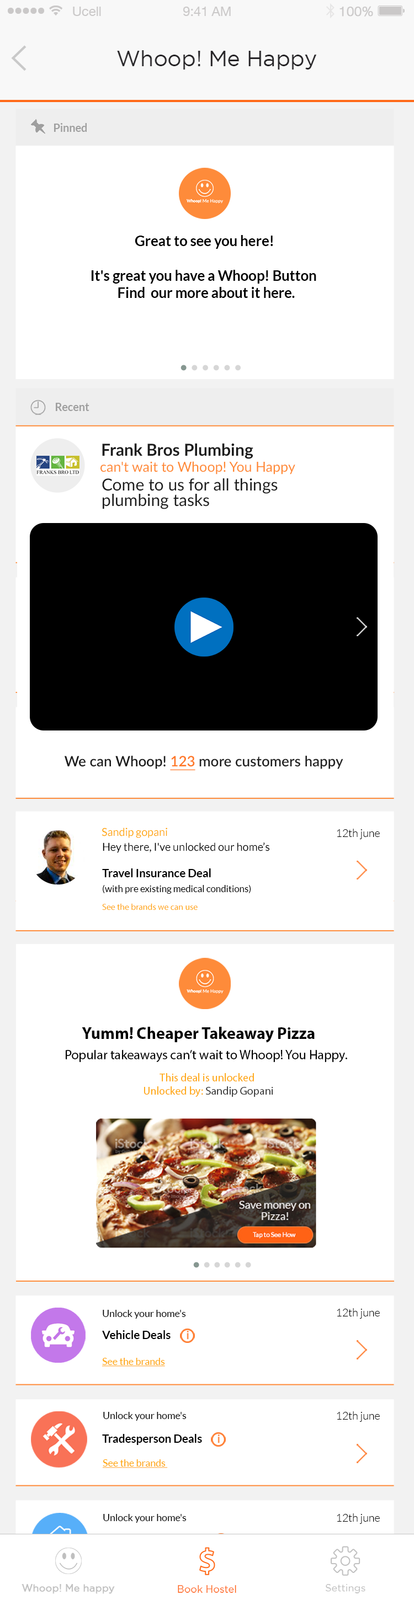 Ucell 9:41 AM 100%
Whoop! Me Happy
Pinned
Whoop! Me Happy
Great to see you here!
It's great you have a Whoop! Button
Find our more about it here.
Recent
FRANKS BRO LTD
Frank Bros Plumbing
can't wait to Whoop! You Happy
Come to us for all things
plumbing tasks
We can Whoop! 123 more customers happy
Sandip gopani
12th june
Hey there, I've unlocked our home's
Travel Insurance Deal
(with pre existing medical conditions)
See the brands we can use
Whoop! Me Happy
Yumm! Cheaper Takeaway Pizza
Popular takeaways can't wait to Whoop! You Happy.
This deal is unlocked
Unlocked by: Sandip Gopani
iStock
Save money on
Pizza!
Tap to See How
Unlock your home's
12th june
Vehicle Deals
See the brands
Unlock your home's
12th june
Tradesperson Deals
See the brands
Unlock your home's
12th june
Whoop! Me happy
Book Hostel
Settings